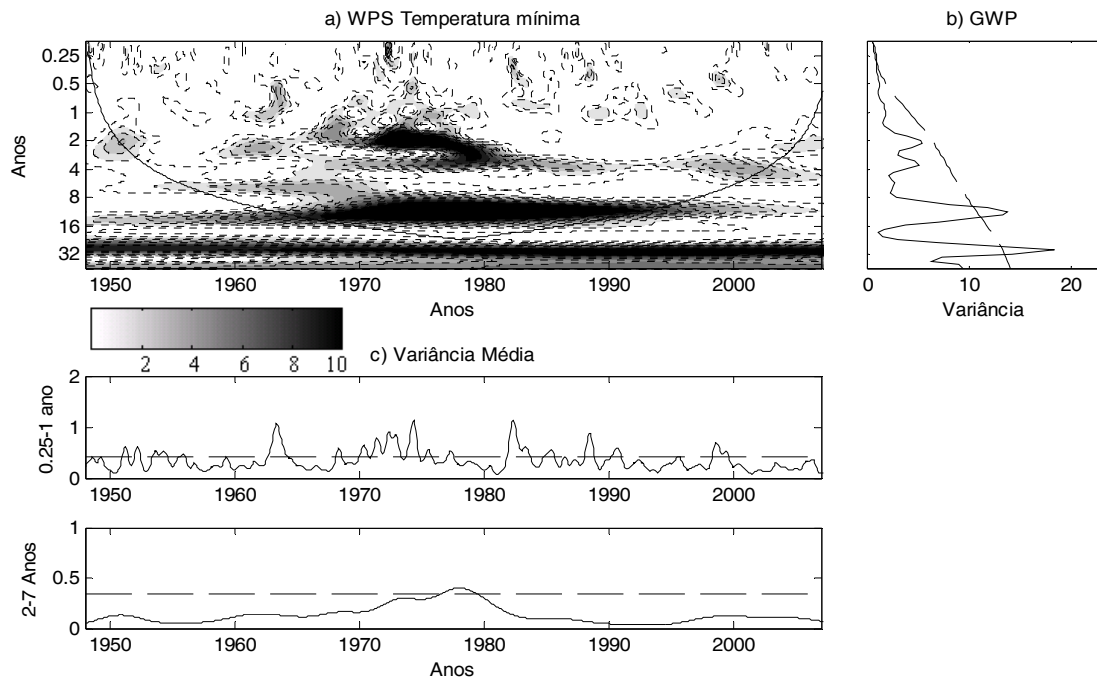 a) WPS Temperatura mínima
b) GWP
0.25
0.5
1
2
4
8
16
32
Anos
1950 1960 1970 1980 1990 2000
Anos
0 10 20
Variância
2 4 6 8 10
c) Variância Média
2
1
0
0.25-1 ano
1950 1960 1970 1980 1990 2000
1
0.5
0
2-7 Anos
1950 1960 1970 1980 1990 2000
Anos